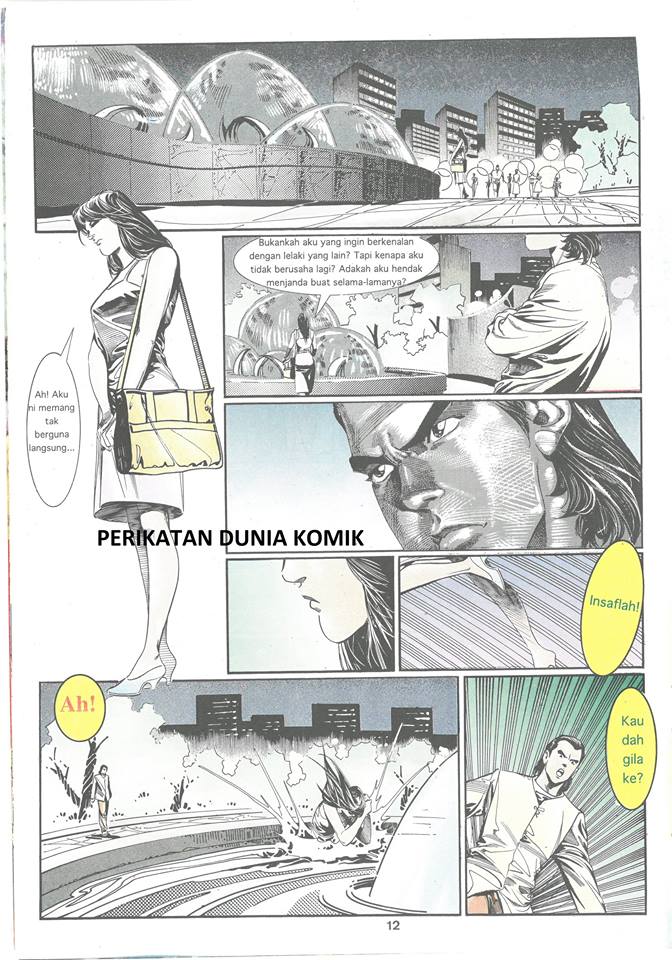 Bukankah aku yang ingin berkenalan
dengan lelaki yang lain? Tapi kenapa aku
tidak berusaha lagi? Adakah aku hendak
menjanda buat selama-lamanya?
Ah! Aku
ni memang
tak
berguna
langsung...
PERIKATAN DUNIA KOMIK
Insaflah!
Ah!
Kau
dah
gila
ke?
12